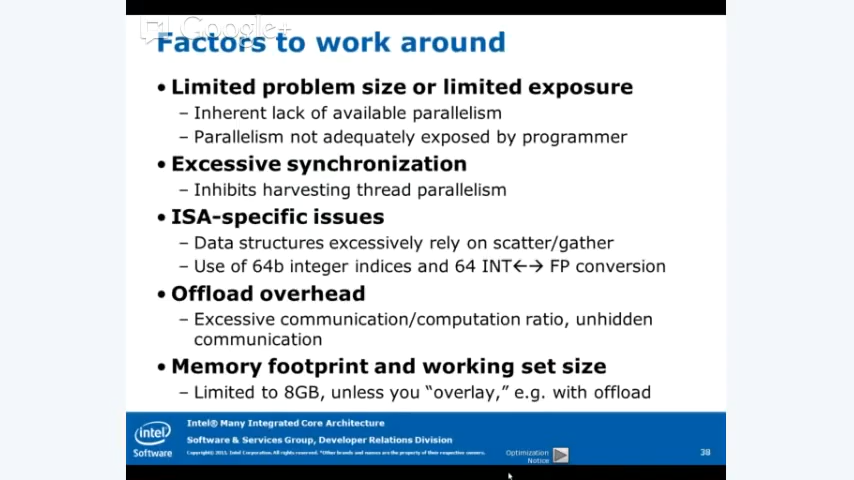 Google+
Factors to work around
• Limited problem size or limited exposure
– Inherent lack of available parallelism
– Parallelism not adequately exposed by programmer
• Excessive synchronization
– Inhibits harvesting thread parallelism
• ISA-specific issues
– Data structures excessively rely on scatter/gather
– Use of 64b integer indices and 64 INT←→ FP conversion
• Offload overhead
– Excessive communication/computation ratio, unhidden
communication
• Memory footprint and working set size
– Limited to 8GB, unless you “overlay,” e.g. with offload
Intel® Many Integrated Core Architecture
Software & Services Group, Developer Relations Division
Copyright© 2013, Intel Corporation. All rights reserved. *Other brands and names are the property of their respective owners.
intel
Software
Optimization
Notice
38